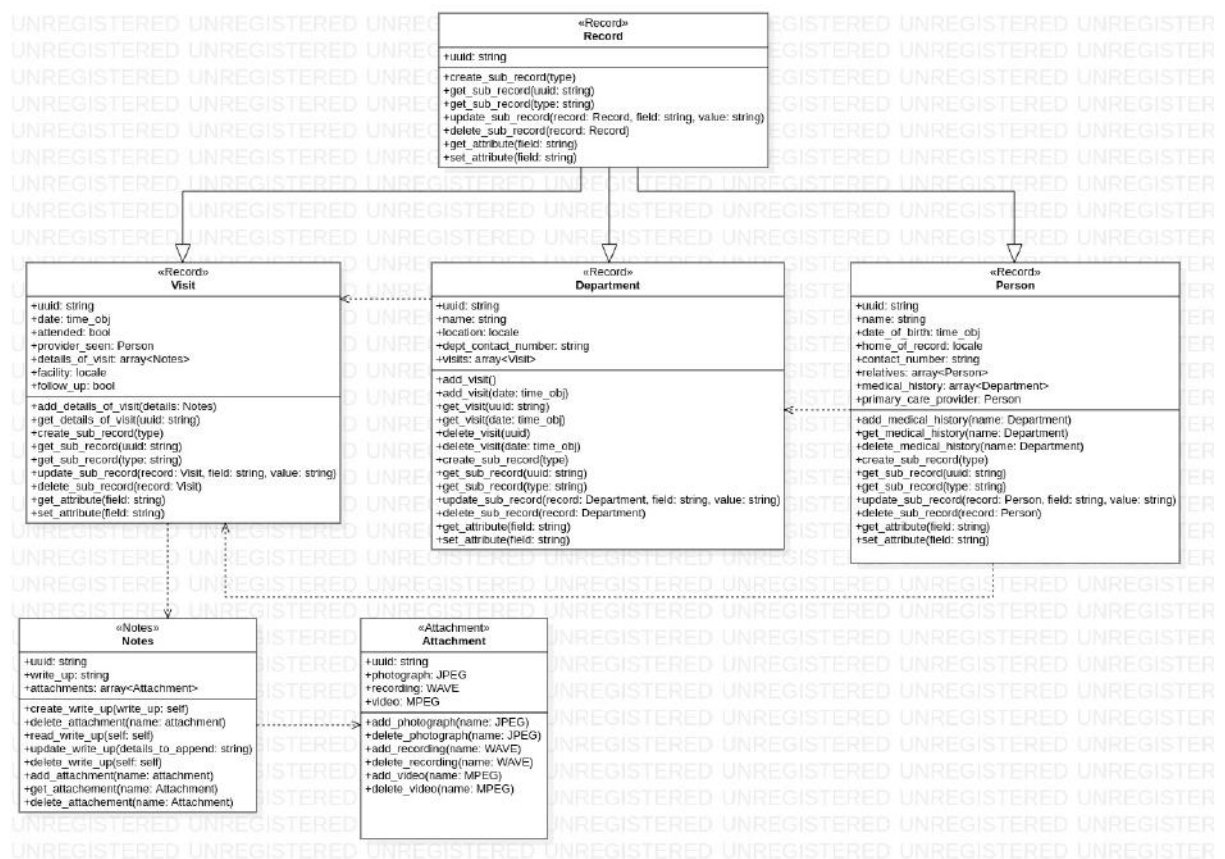 «Record»
Record
+uuid: string
+create_sub_record(type)
+get_sub_record(uuid: string)
+get_sub_record(type: string)
+update_sub_record(record: Record, field: string, value: string)
+delete_sub_record(record: Record)
+get_attribute(field: string)
+set_attribute(field: string)
«Record»
Visit
+uuid: string
+date: time_obj
+attended: bool
+provider_seen: Person
+details_of_visit: array<Notes>
+facility: locale
+follow_up: bool
+add_details_of_visit(details: Notes)
+get_details_of_visit(uuid: string)
+create_sub_record(type)
+get_sub_record(uuid: string)
+get_sub_record(type: string)
+update_sub_record(record: Visit, field: string, value: string)
+delete_sub_record(record: Visit)
+get_attribute(field: string)
+set_attribute(field: string)
«Record»
Department
+uuid: string
+name: string
+location: locale
+dept_contact_number: string
+visits: array<Visit>
+add_visit()
+add_visit(date: time_obj)
+get_visit(uuid: string)
+get_visit(date: time_obj)
+delete_visit(uuid)
+delete_visit(date: time_obj)
+create_sub_record(type)
+get_sub_record(uuid: string)
+get_sub_record(type: string)
+update_sub_record(record: Department, field: string, value: string)
+delete_sub_record(record: Department)
+get_attribute(field: string)
+set_attribute(field: string)
«Record»
Person
+uuid: string
+name: string
+date_of_birth: time_obj
+home_of_record: locale
+contact_number: string
+relatives: array<Person>
+medical_history: array<Department>
+primary_care_provider: Person
+add_medical_history(name: Department)
+get_medical_history(name: Department)
+delete_medical_history(name: Department)
+create_sub_record(type)
+get_sub_record(uuid: string)
+get_sub_record(type: string)
+update_sub_record(record: Person, field: string, value: string)
+delete_sub_record(record: Person)
+get_attribute(field: string)
+set_attribute(field: string)
«Notes»
Notes
+uuid: string
+write_up: string
+attachments: array<Attachment>
+create_write_up(write_up: self)
+delete_attachment(name: attachment)
+read_write_up(self: self)
+update_write_up(details_to_append: string)
+delete_write_up(self: self)
+add_attachment(name: attachment)
+get_attachement(name: Attachment)
+delete_attachement(name: Attachment)
«Attachment»
Attachment
+uuid: string
+photograph: JPEG
+recording: WAVE
+video: MPEG
+add_photograph(name: JPEG)
+delete_photograph(name: JPEG)
+add_recording(name: WAVE)
+delete_recording(name: WAVE)
+add_video(name: MPEG)
+delete_video(name: MPEG)